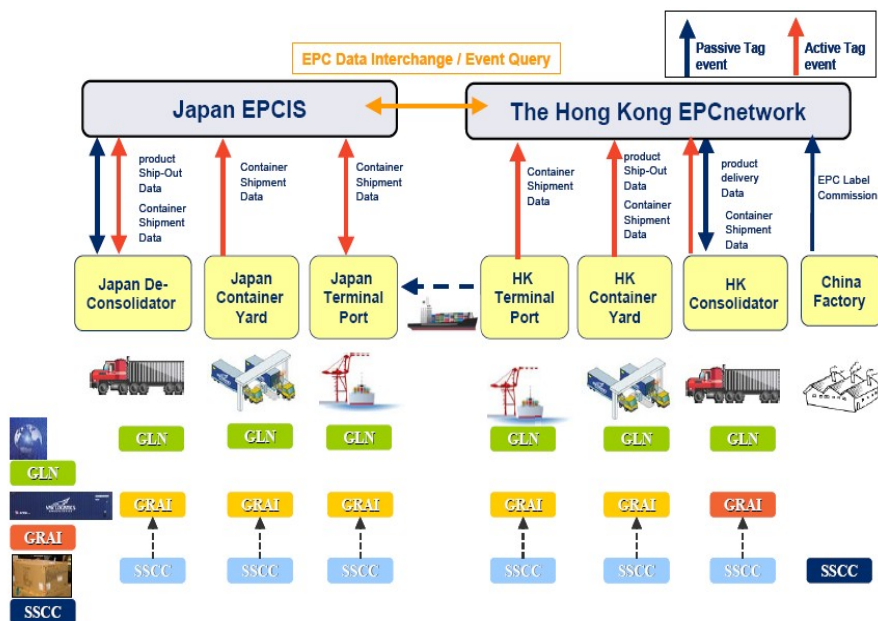 Passive Tag
event
Active Tag
event
EPC Data Interchange / Event Query
Japan EPCIS
The Hong Kong EPCnetwork
product
Ship-Out
Data
Container
Shipment
Data
Container
Shipment
Data
Container
Shipment
Data
Container
Shipment
Data
product
Ship-Out
Data
Container
Shipment
Data
product
delivery
Data
Container
Shipment
Data
EPC Label
Commission
Japan De-
Consolidator
Japan
Container
Yard
Japan
Terminal
Port
HK
Terminal
Port
HK
Container
Yard
HK
Consolidator
China
Factory
GLN
GLN
GLN
GLN
GLN
GLN
GLN
GRAI
GRAI
GRAI
GRAI
GRAI
GRAI
GRAI
SSCC
SSCC
SSCC
SSCC
SSCC
SSCC
SSCC
SSCC